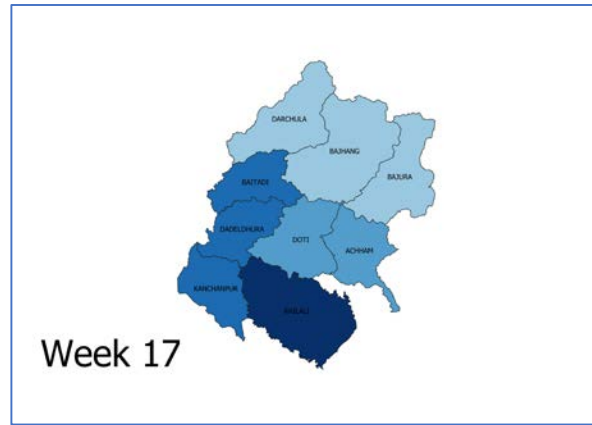 DARCHULA
BAJHANG
BAJURA
BAITADI
DADELDHURA
DOTI
ACHHAM
KANCHANPUR
KAILALI
Week 17